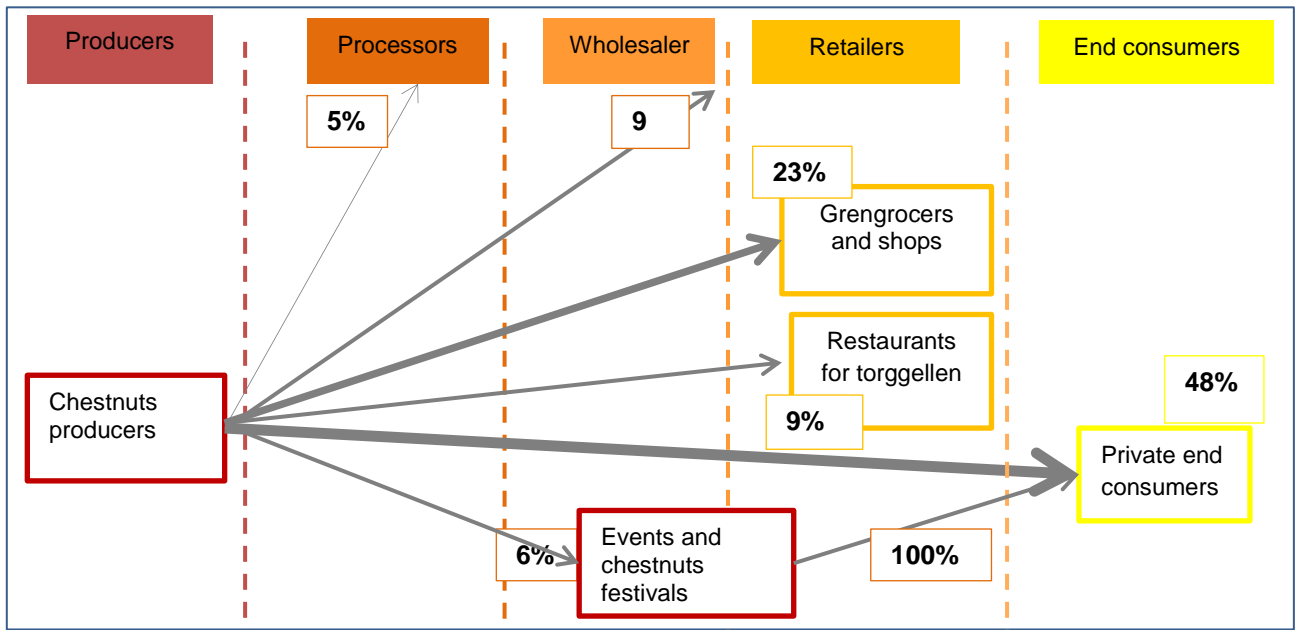 Producers
Processors
Wholesaler
Retailers
End consumers
5%
9
23%
Grengrocers
and shops
Restaurants
for torggellen
9%
48%
Chestnuts
producers
Private end
consumers
6%
Events and
chestnuts
festivals
100%